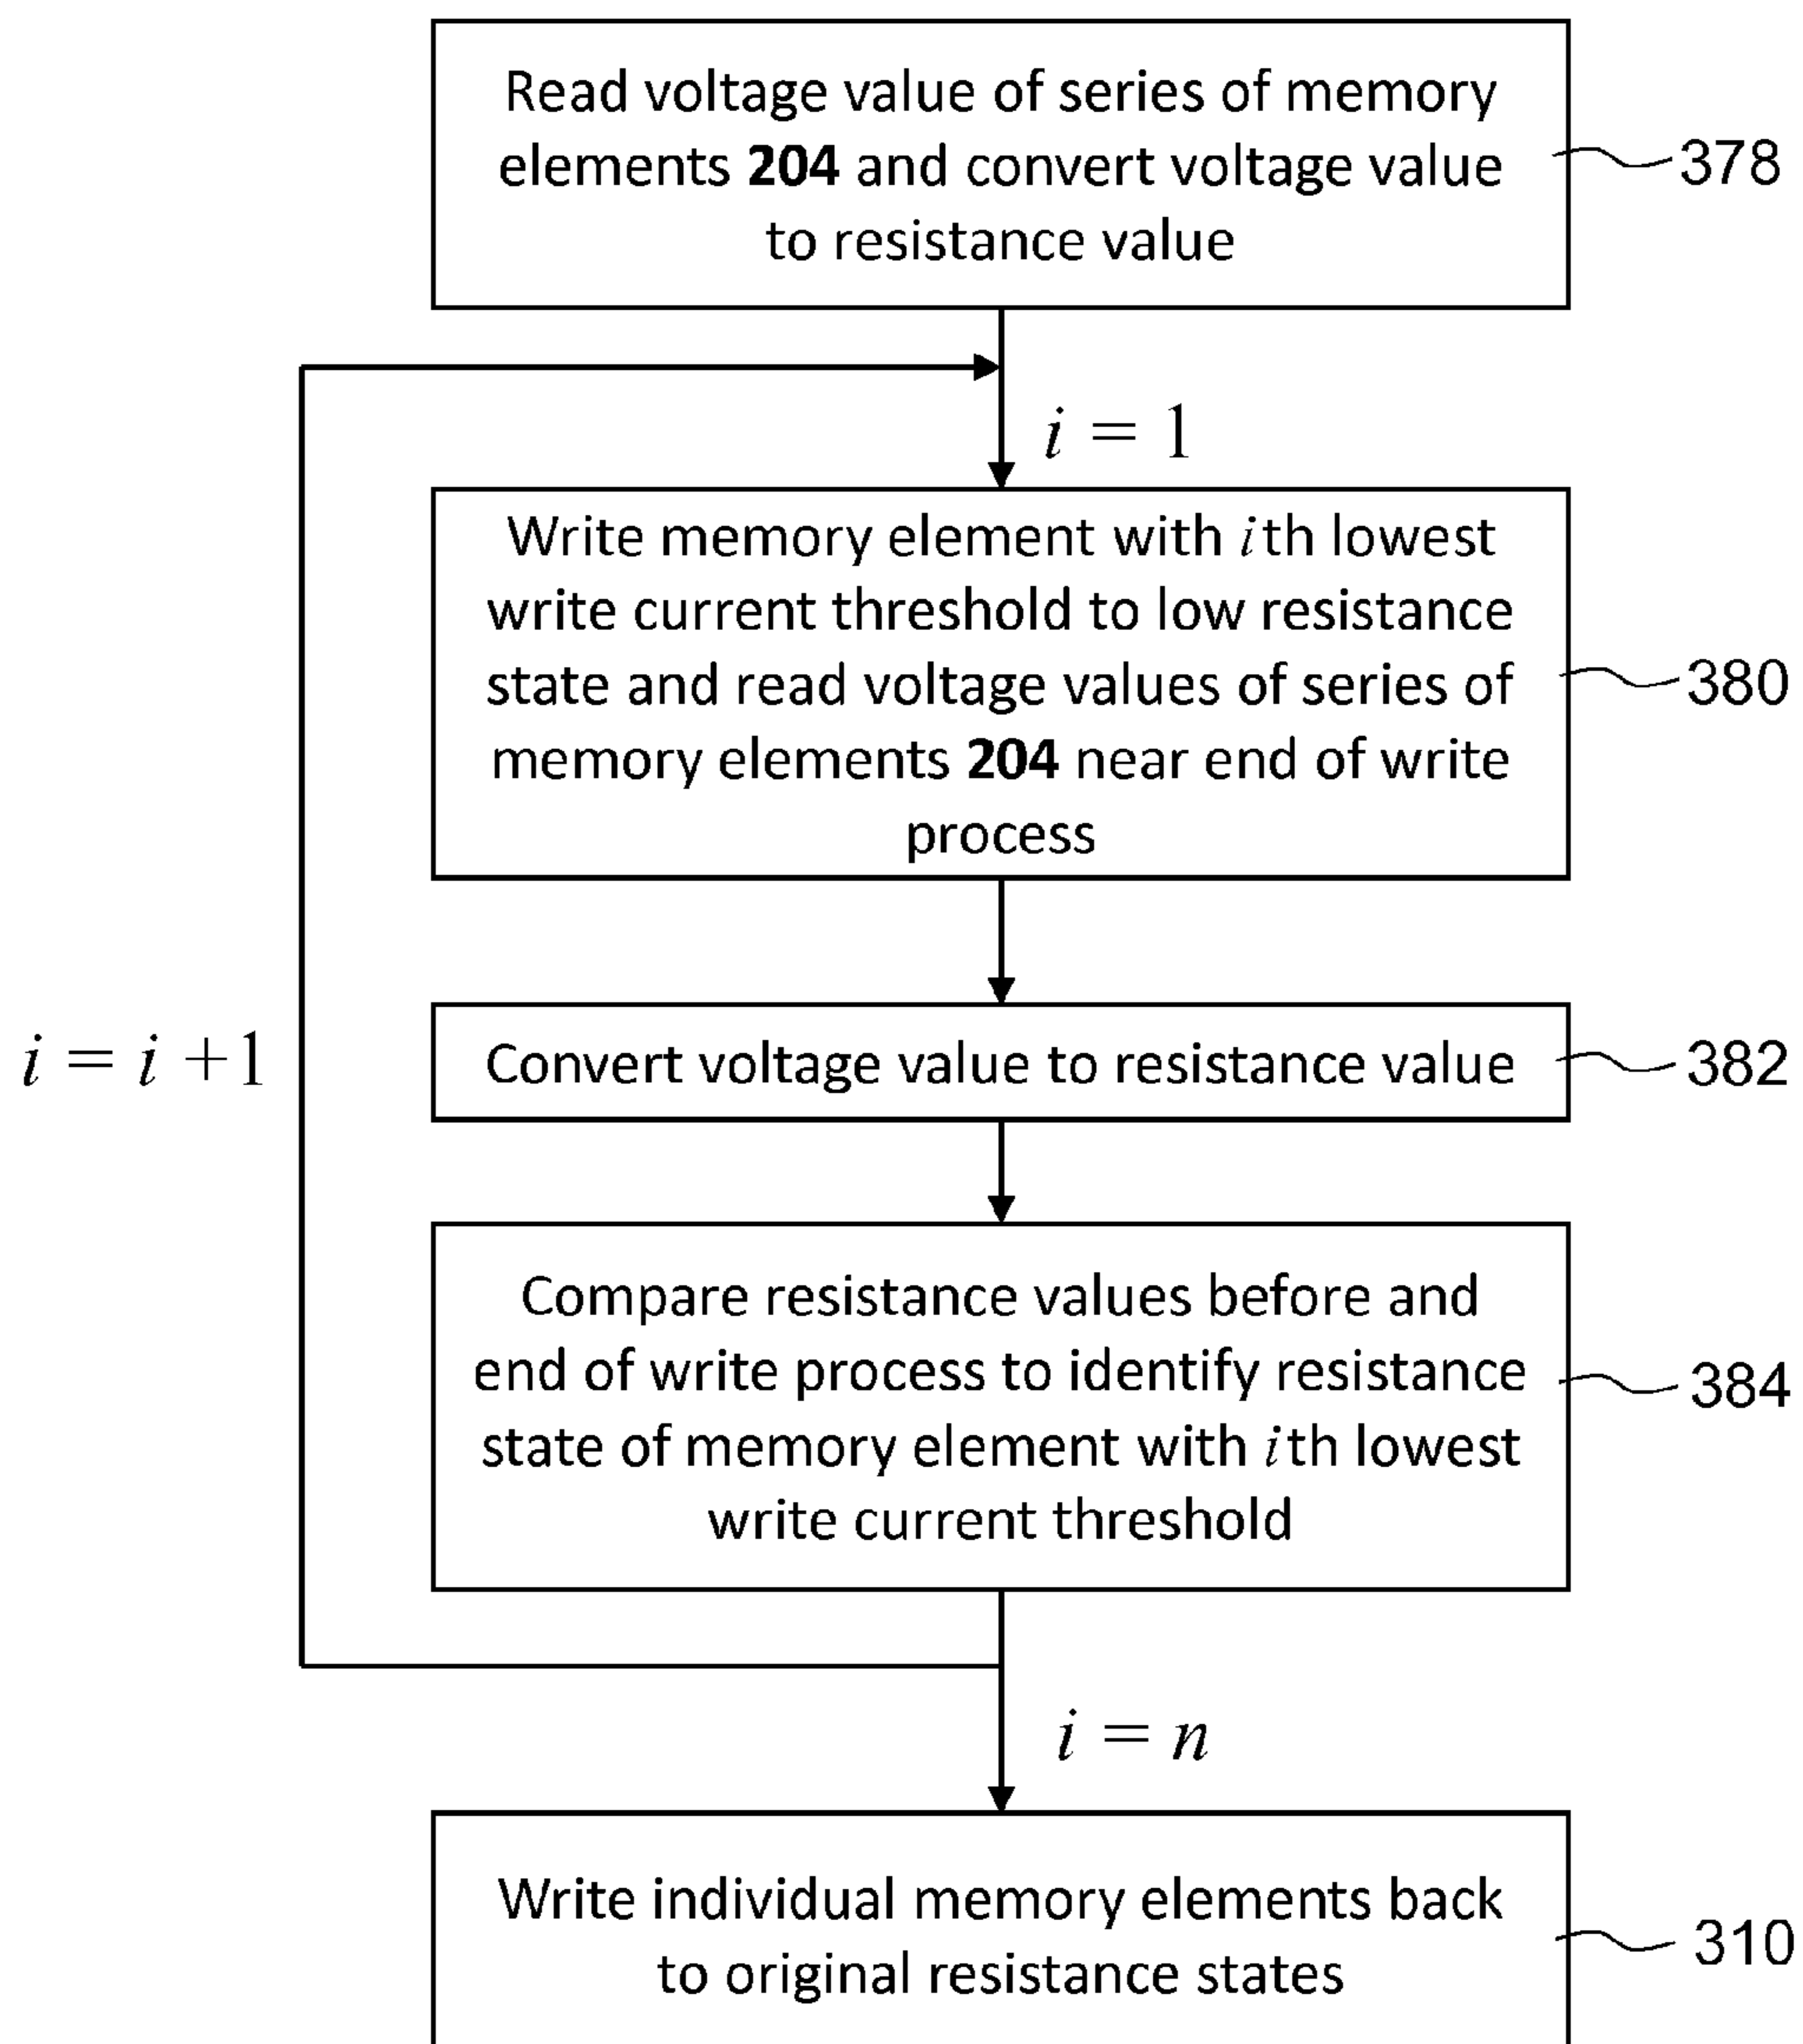 Read voltage value of series of memory
elements 204 and convert voltage value
to resistance value
378
i = 1
Write memory element with ith lowest
write current threshold to low resistance
state and read voltage values of series of
memory elements 204 near end of write
process
380
i = i +1
Convert voltage value to resistance value
382
Compare resistance values before and
end of write process to identify resistance
state of memory element with ith lowest
write current threshold
384
i = n
Write individual memory elements back
to original resistance states
310